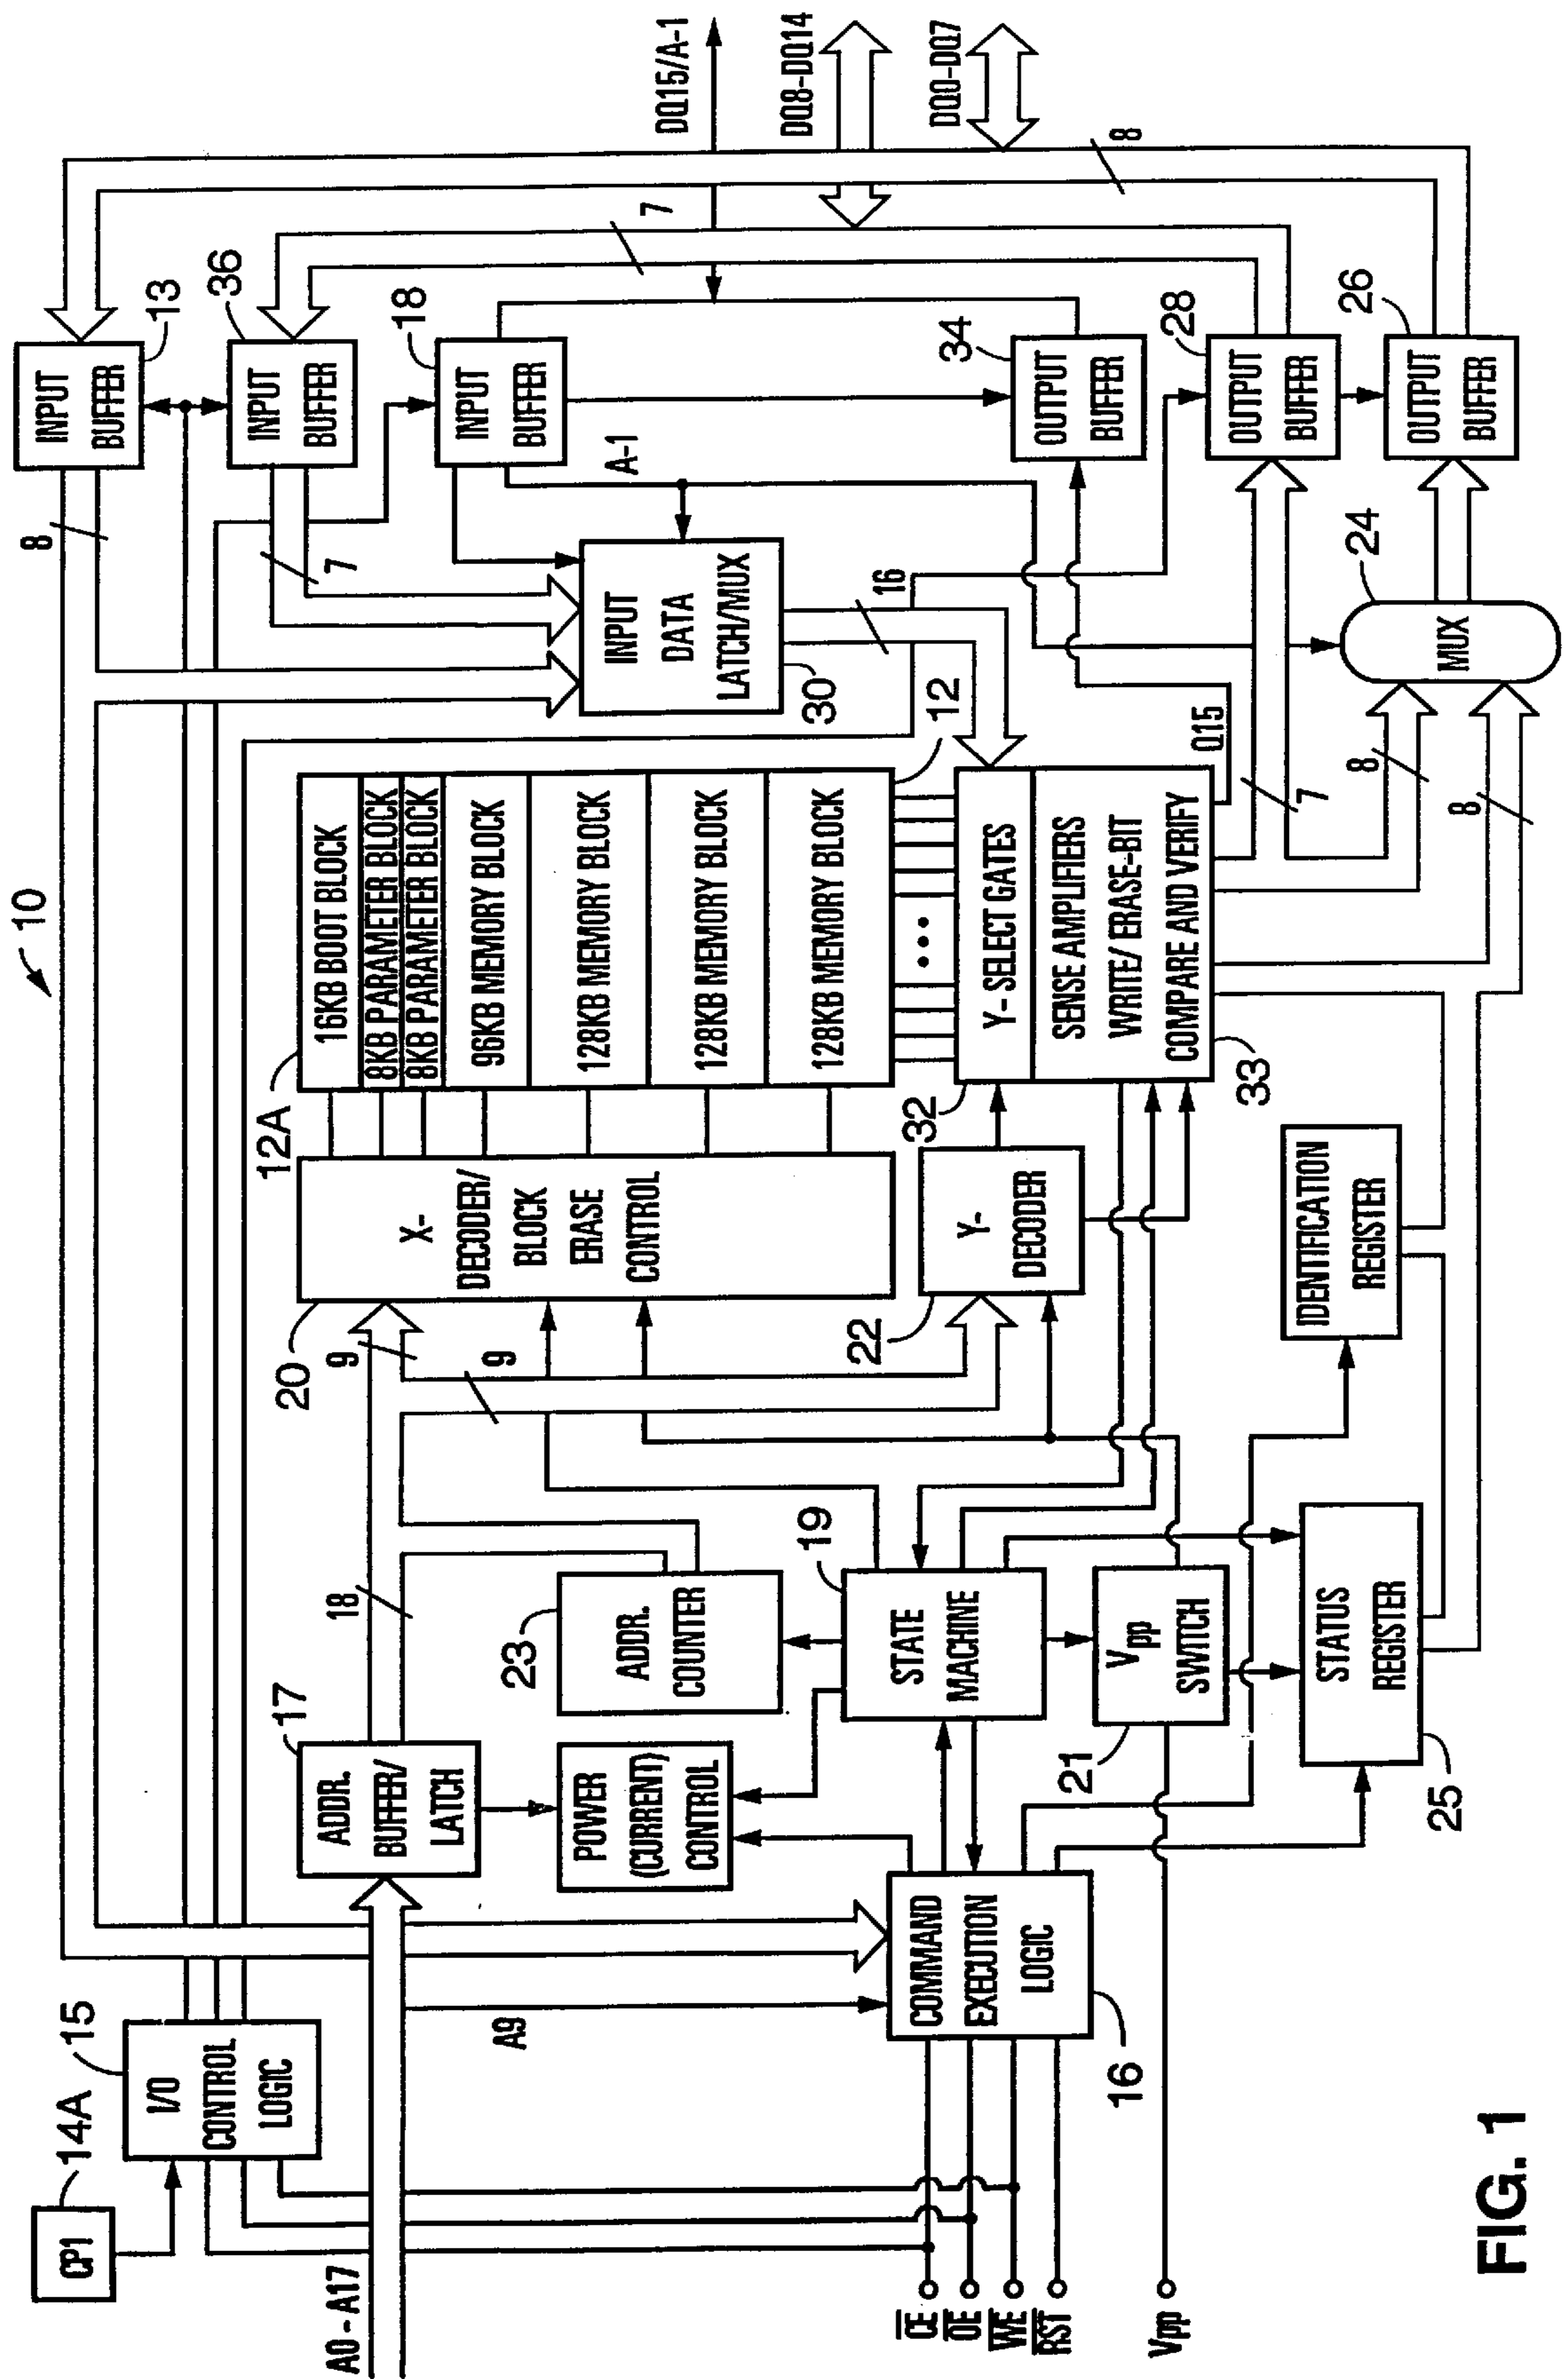 10
CP1
14A
I/O
CONTROL
LOGIC
15
8
INPUT
BUFFER
13
INPUT
BUFFER
36
7
INPUT
BUFFER
18
A-1
7
8
DQ15/A-1
DQ8-DQ14
DQ0-DQ7
A0-A17
ADDR.
BUFFER/
LATCH
17
18
9
9
A9
POWER
(CURRENT)
CONTROL
ADDR.
COUNTER
23
X-
DECODER/
BLOCK
ERASE
CONTROL
20
12A
16KB BOOT BLOCK
8KB PARAMETER BLOCK
8KB PARAMETER BLOCK
96KB MEMORY BLOCK
128KB MEMORY BLOCK
128KB MEMORY BLOCK
128KB MEMORY BLOCK
12
INPUT
DATA
LATCH/MUX
30
16
OUTPUT
BUFFER
34
CE
OE
WE
RST
Vpp
COMMAND
EXECUTION
LOGIC
16
STATE
MACHINE
19
Vpp
SWITCH
21
Y-
DECODER
22
Y-SELECT GATES
32
SENSE AMPLIFIERS
WRITE/ ERASE-BIT
COMPARE AND VERIFY
33
Q15
7
8
8
OUTPUT
BUFFER
28
OUTPUT
BUFFER
26
MUX
24
STATUS
REGISTER
25
IDENTIFICATION
REGISTER
FIG. 1